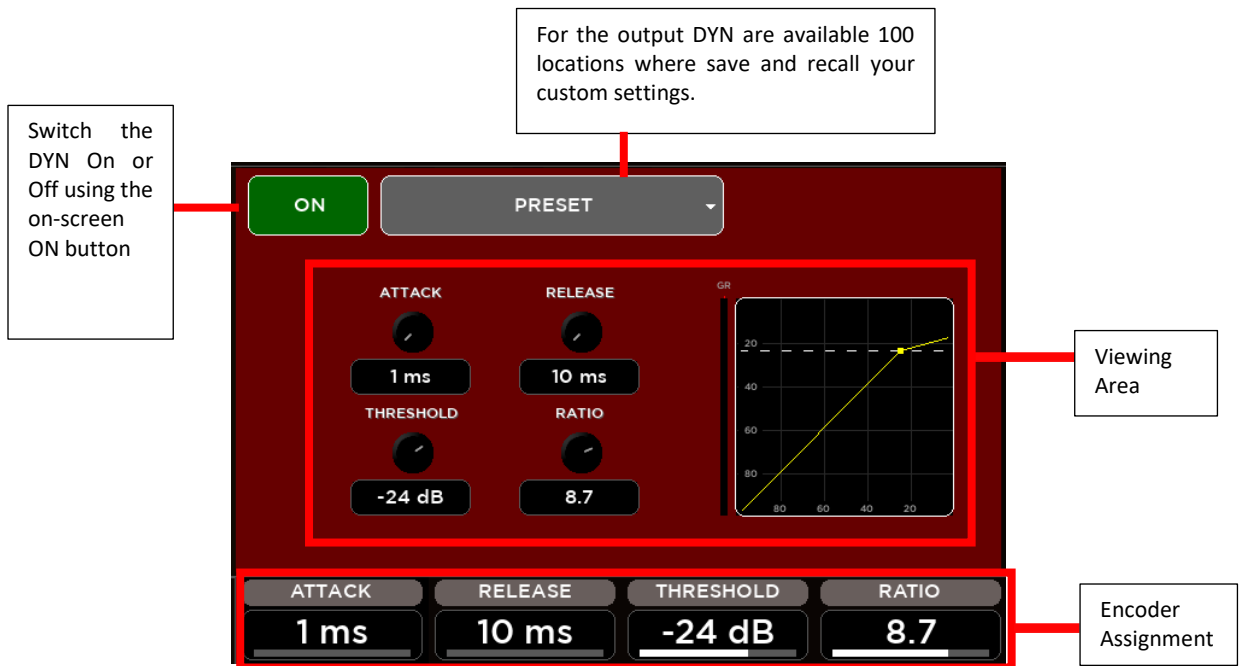 For the output DYN are available 100
locations where save and recall your
custom settings.
Switch the
DYN On or
Off using the
on-screen
ON button
ON
PRESET
ATTACK
RELEASE
GR
1 ms
10 ms
THRESHOLD
RATIO
-24 dB
8.7
20
40
60
80
80 60 40 20
Viewing
Area
ATTACK RELEASE THRESHOLD RATIO
1 ms 10 ms -24 dB 8.7
Encoder
Assignment